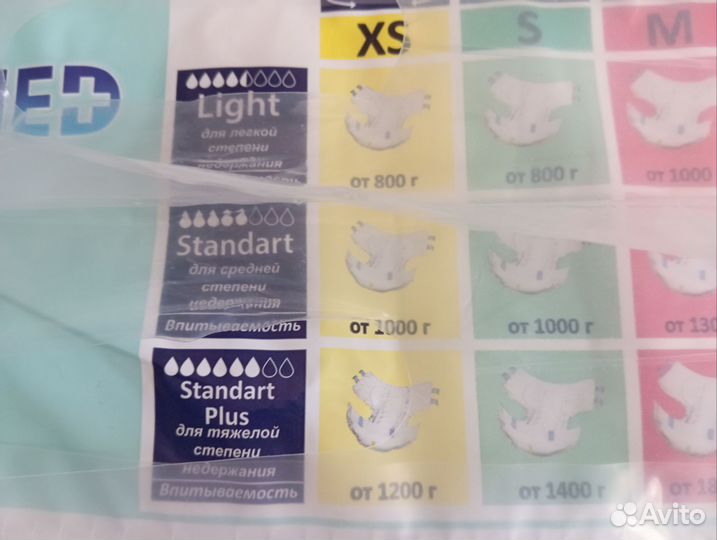 XS S M
ED+
Light
для легкой
степени
недержания
от 800 г от 800 г от 1000
Standart
для средней
степени
недержания
Впитываемость
от 1000 г от 1000 г от 130
Standart
Plus
для тяжелой
степени
недержания
Впитываемость
от 1200 г от 1400 г от 18
Avito